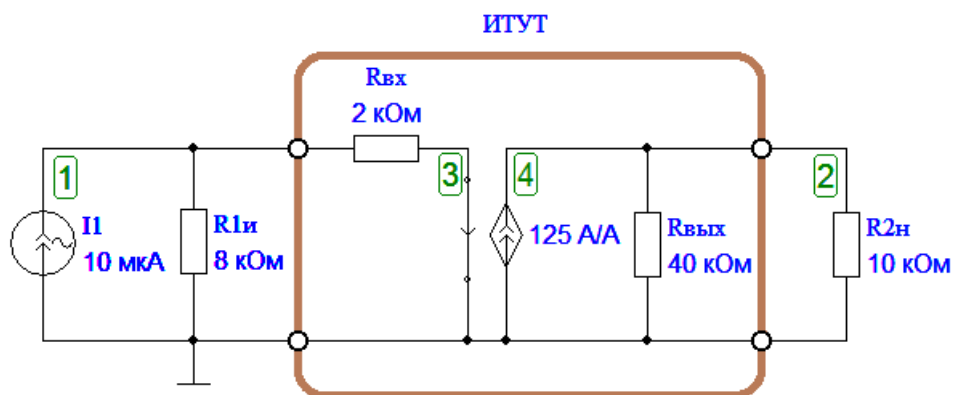 ИТУТ
Rвх
2 кОм
1
3
4
2
I1
10 мкА
R1и
8 кОм
125 А/А
Rвых
40 кОм
R2н
10 кОм